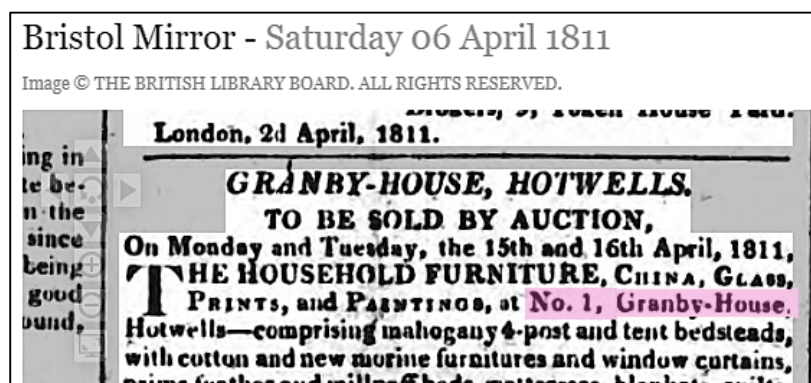 Bristol Mirror - Saturday 06 April 1811
Image © THE BRITISH LIBRARY BOARD. ALL RIGHTS RESERVED.
London, 2d April, 1811.
GRANBY-HOUSE, HOTWELLS.
TO BE SOLD BY AUCTION,
On Monday and Tuesday, the 15th and 16th April, 1811,
THE HOUSEHOLD FURNITURE, CHINA, GLASS,
PRINTS, and PAINTINGS, at No. 1, Granby-House,
Hotwells—comprising mahogany 4-post and tent bedsteads,
with cotton and new morine furnitures and window curtains,
ing in
te be-
n the
since
being
good
ound,